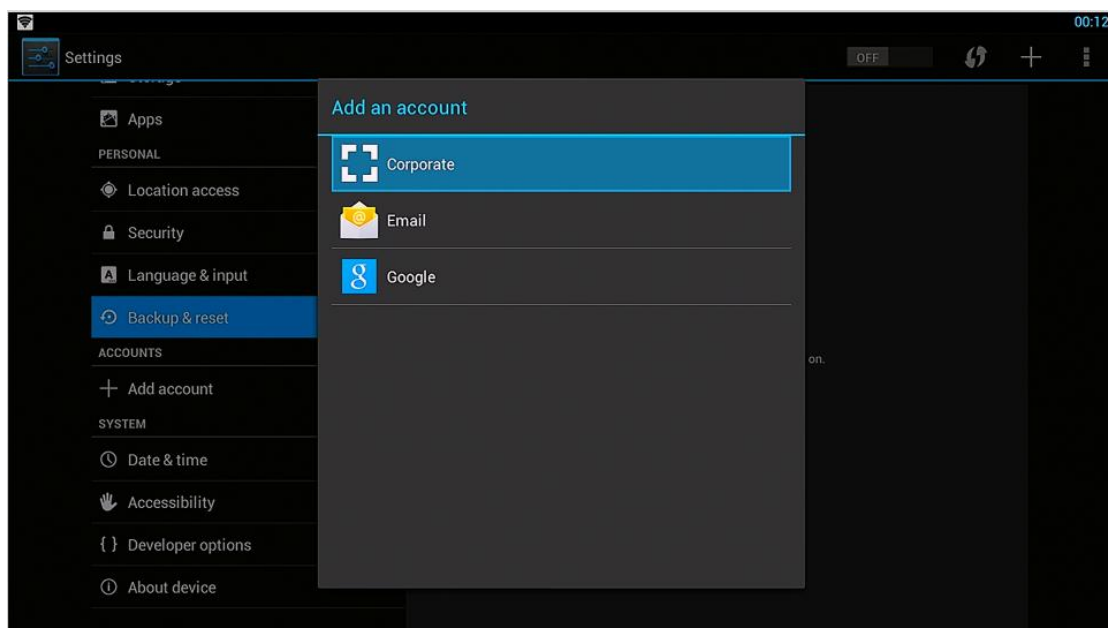 00:12
Settings
OFF
Apps
PERSONAL
Location access
Security
Language & input
Backup & reset
ACCOUNTS
Add account
SYSTEM
Date & time
Accessibility
Developer options
About device
Add an account
Corporate
Email
Google
on.